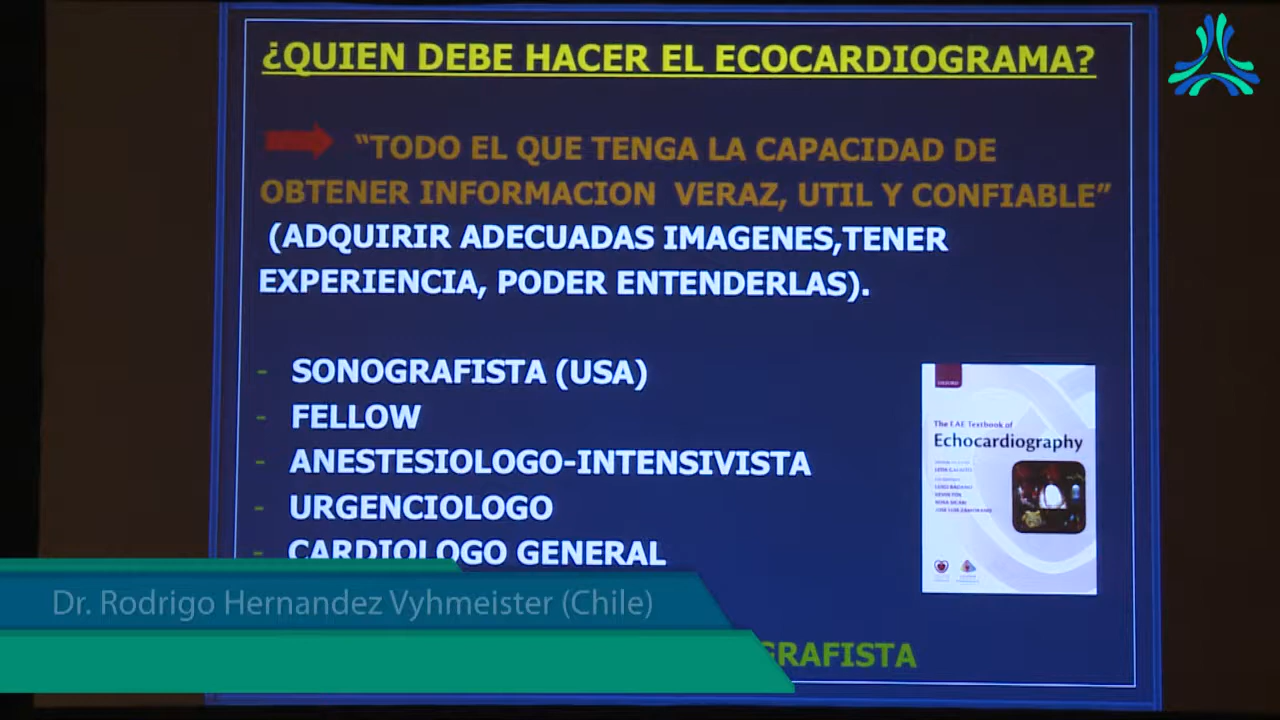 ¿QUIEN DEBE HACER EL ECOCARDIOGRAMA?
“TODO EL QUE TENGA LA CAPACIDAD DE
OBTENER INFORMACION VERAZ, UTIL Y CONFIABLE”
(ADQUIRIR ADECUADAS IMAGENES,TENER
EXPERIENCIA, PODER ENTENDERLAS).
- SONOGRAFISTA (USA)
- FELLOW
- ANESTESIOLOGO-INTENSIVISTA
- URGENCIOLOGO
- CARDIOLOGO GENERAL
GRAFISTA
OXFORD
The EAE Textbook of
Echocardiography
Dr. Rodrigo Hernandez Vyhmeister (Chile)